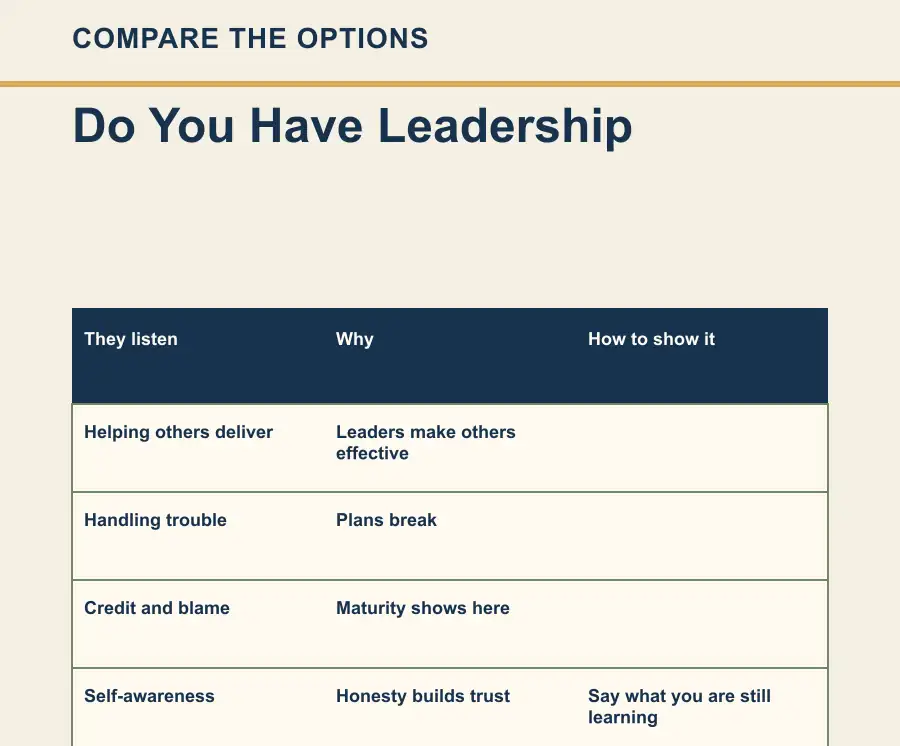 COMPARE THE OPTIONS
Do You Have Leadership
They listen Why How to show it
Helping others deliver Leaders make others
effective
Handling trouble Plans break
Credit and blame Maturity shows here
Self-awareness Honesty builds trust Say what you are still
learning